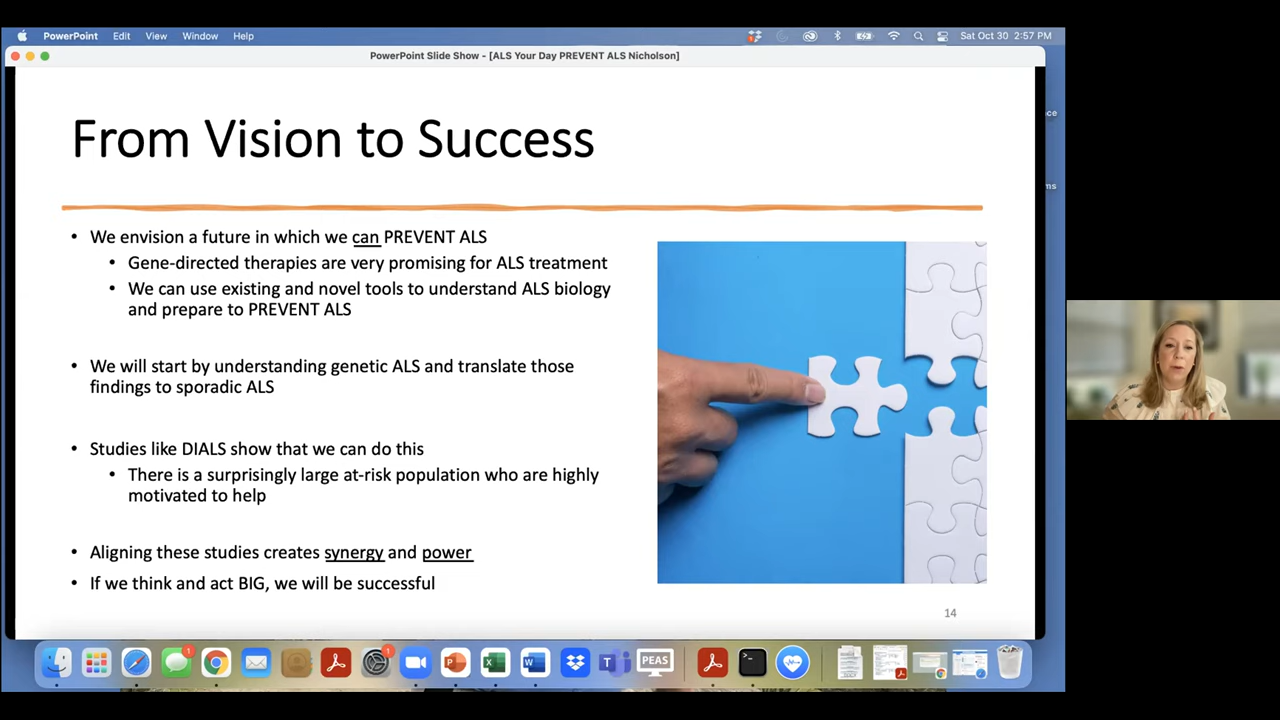 PowerPoint Edit View Window Help Sat Oct 30 2:57 PM
PowerPoint Slide Show - [ALS Your Day PREVENT ALS Nicholson]
From Vision to Success
• We envision a future in which we can PREVENT ALS
• Gene-directed therapies are very promising for ALS treatment
• We can use existing and novel tools to understand ALS biology
and prepare to PREVENT ALS
• We will start by understanding genetic ALS and translate those
findings to sporadic ALS
• Studies like DIALS show that we can do this
• There is a surprisingly large at-risk population who are highly
motivated to help
• Aligning these studies creates synergy and power
• If we think and act BIG, we will be successful
14
nce
ms
1
1
PEAS